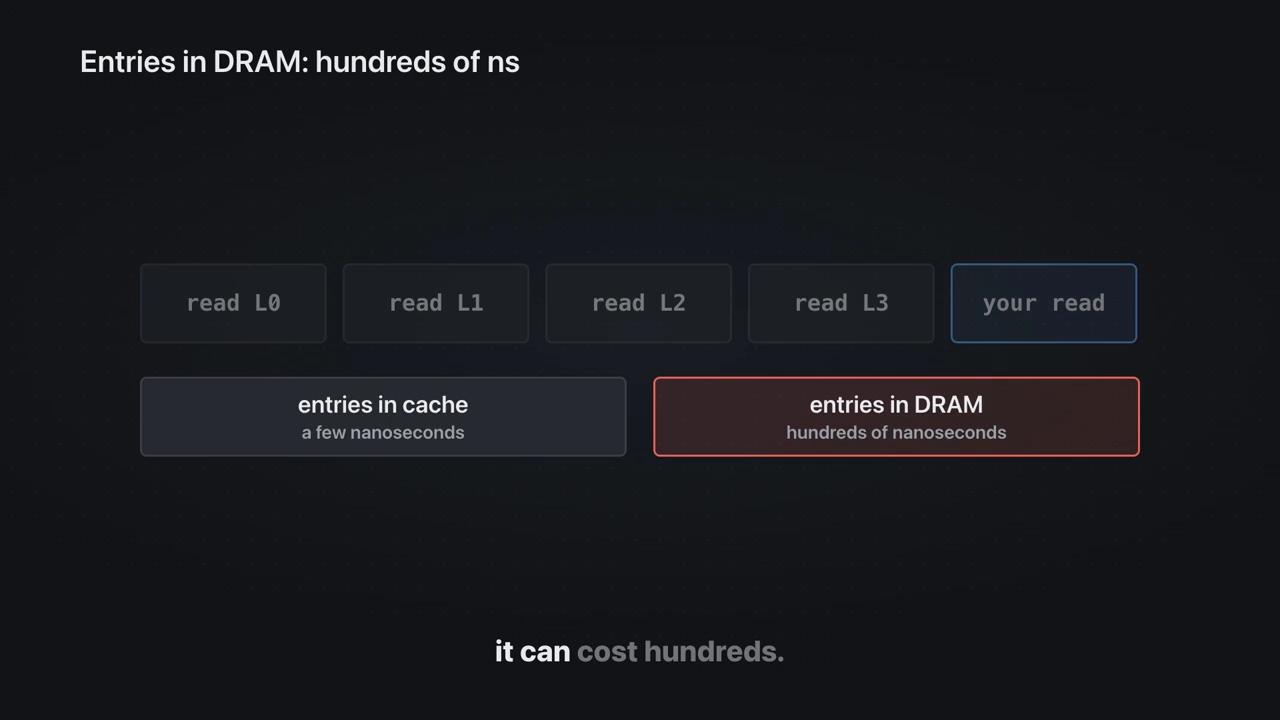 Entries in DRAM: hundreds of ns
read L0
read L1
read L2
read L3
your read
entries in cache
a few nanoseconds
entries in DRAM
hundreds of nanoseconds
it can cost hundreds.